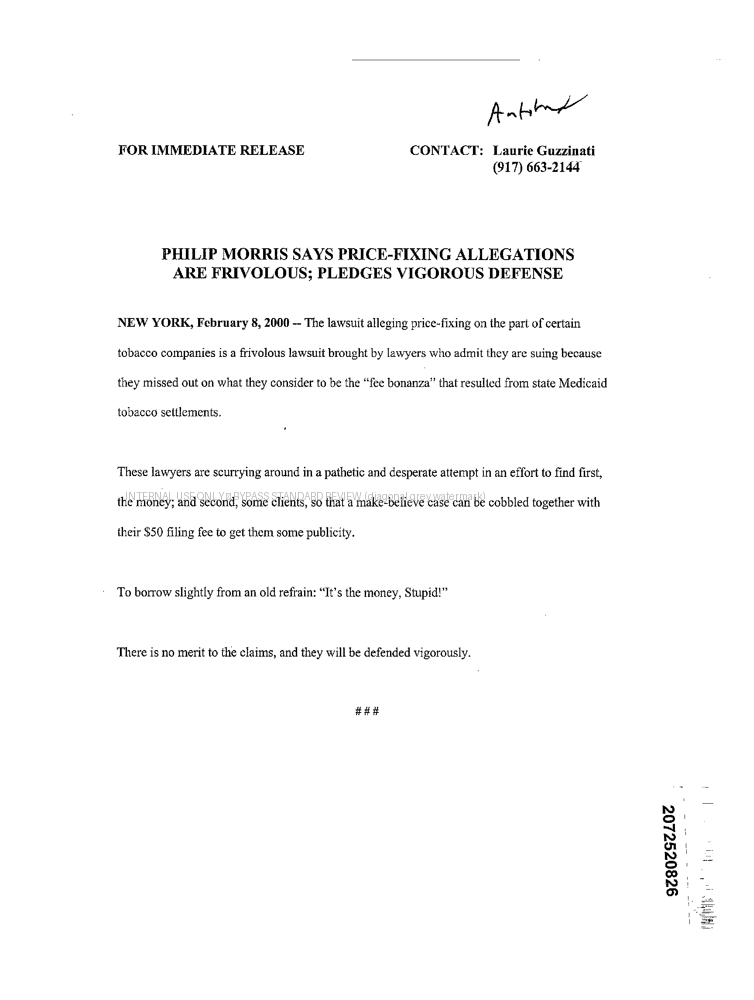 Antitrust
FOR IMMEDIATE RELEASE CONTACT: Laurie Guzzinati
(917) 663-2144
PHILIP MORRIS SAYS PRICE-FIXING ALLEGATIONS
ARE FRIVOLOUS; PLEDGES VIGOROUS DEFENSE
NEW YORK, February 8, 2000 -- The lawsuit alleging price-fixing on the part of certain
tobacco companies is a frivolous lawsuit brought by lawyers who admit they are suing because
they missed out on what they consider to be the “fee bonanza” that resulted from state Medicaid
tobacco settlements.
These lawyers are scurrying around in a pathetic and desperate attempt in an effort to find first,
the money; and second, some clients, so that a make-believe case can be cobbled together with
INTERNAL USE ONLY BYPASS STANDARD REVIEW (diagonal grey watermark)
their $50 filing fee to get them some publicity.
To borrow slightly from an old refrain: “It's the money, Stupid!”
There is no merit to the claims, and they will be defended vigorously.
# # #
2072520826